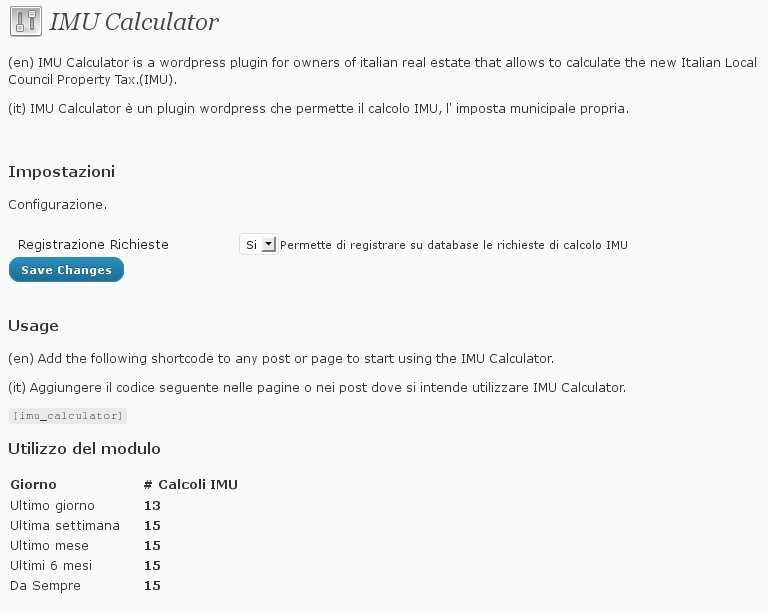 IMU Calculator
(en) IMU Calculator is a wordpress plugin for owners of italian real estate that allows to calculate the new Italian Local
Council Property Tax.(IMU).
(it) IMU Calculator è un plugin wordpress che permette il calcolo IMU, l' imposta municipale propria.
Impostazioni
Configurazione.
Registrazione Richieste Si Permette di registrare su database le richieste di calcolo IMU
Save Changes
Usage
(en) Add the following shortcode to any post or page to start using the IMU Calculator.
(it) Aggiungere il codice seguente nelle pagine o nei post dove si intende utilizzare IMU Calculator.
[imu_calculator]
Utilizzo del modulo
Giorno # Calcoli IMU
Ultimo giorno 13
Ultima settimana 15
Ultimo mese 15
Ultimi 6 mesi 15
Da Sempre 15